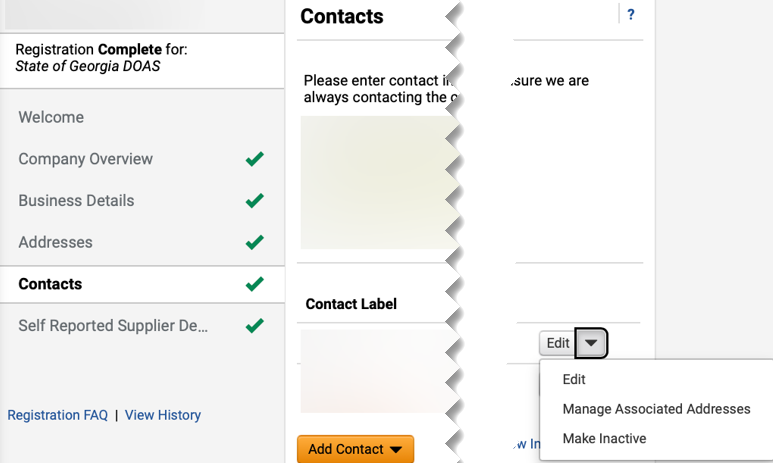 Contacts
?
Registration Complete for:
State of Georgia DOAS
Please enter contact
sure we are
always contacting the
Welcome
Company Overview
Business Details
Addresses
Contacts
Self Reported Supplier De...
Contact Label
Edit
Edit
Manage Associated Addresses
Make Inactive
Registration FAQ | View History
Add Contact